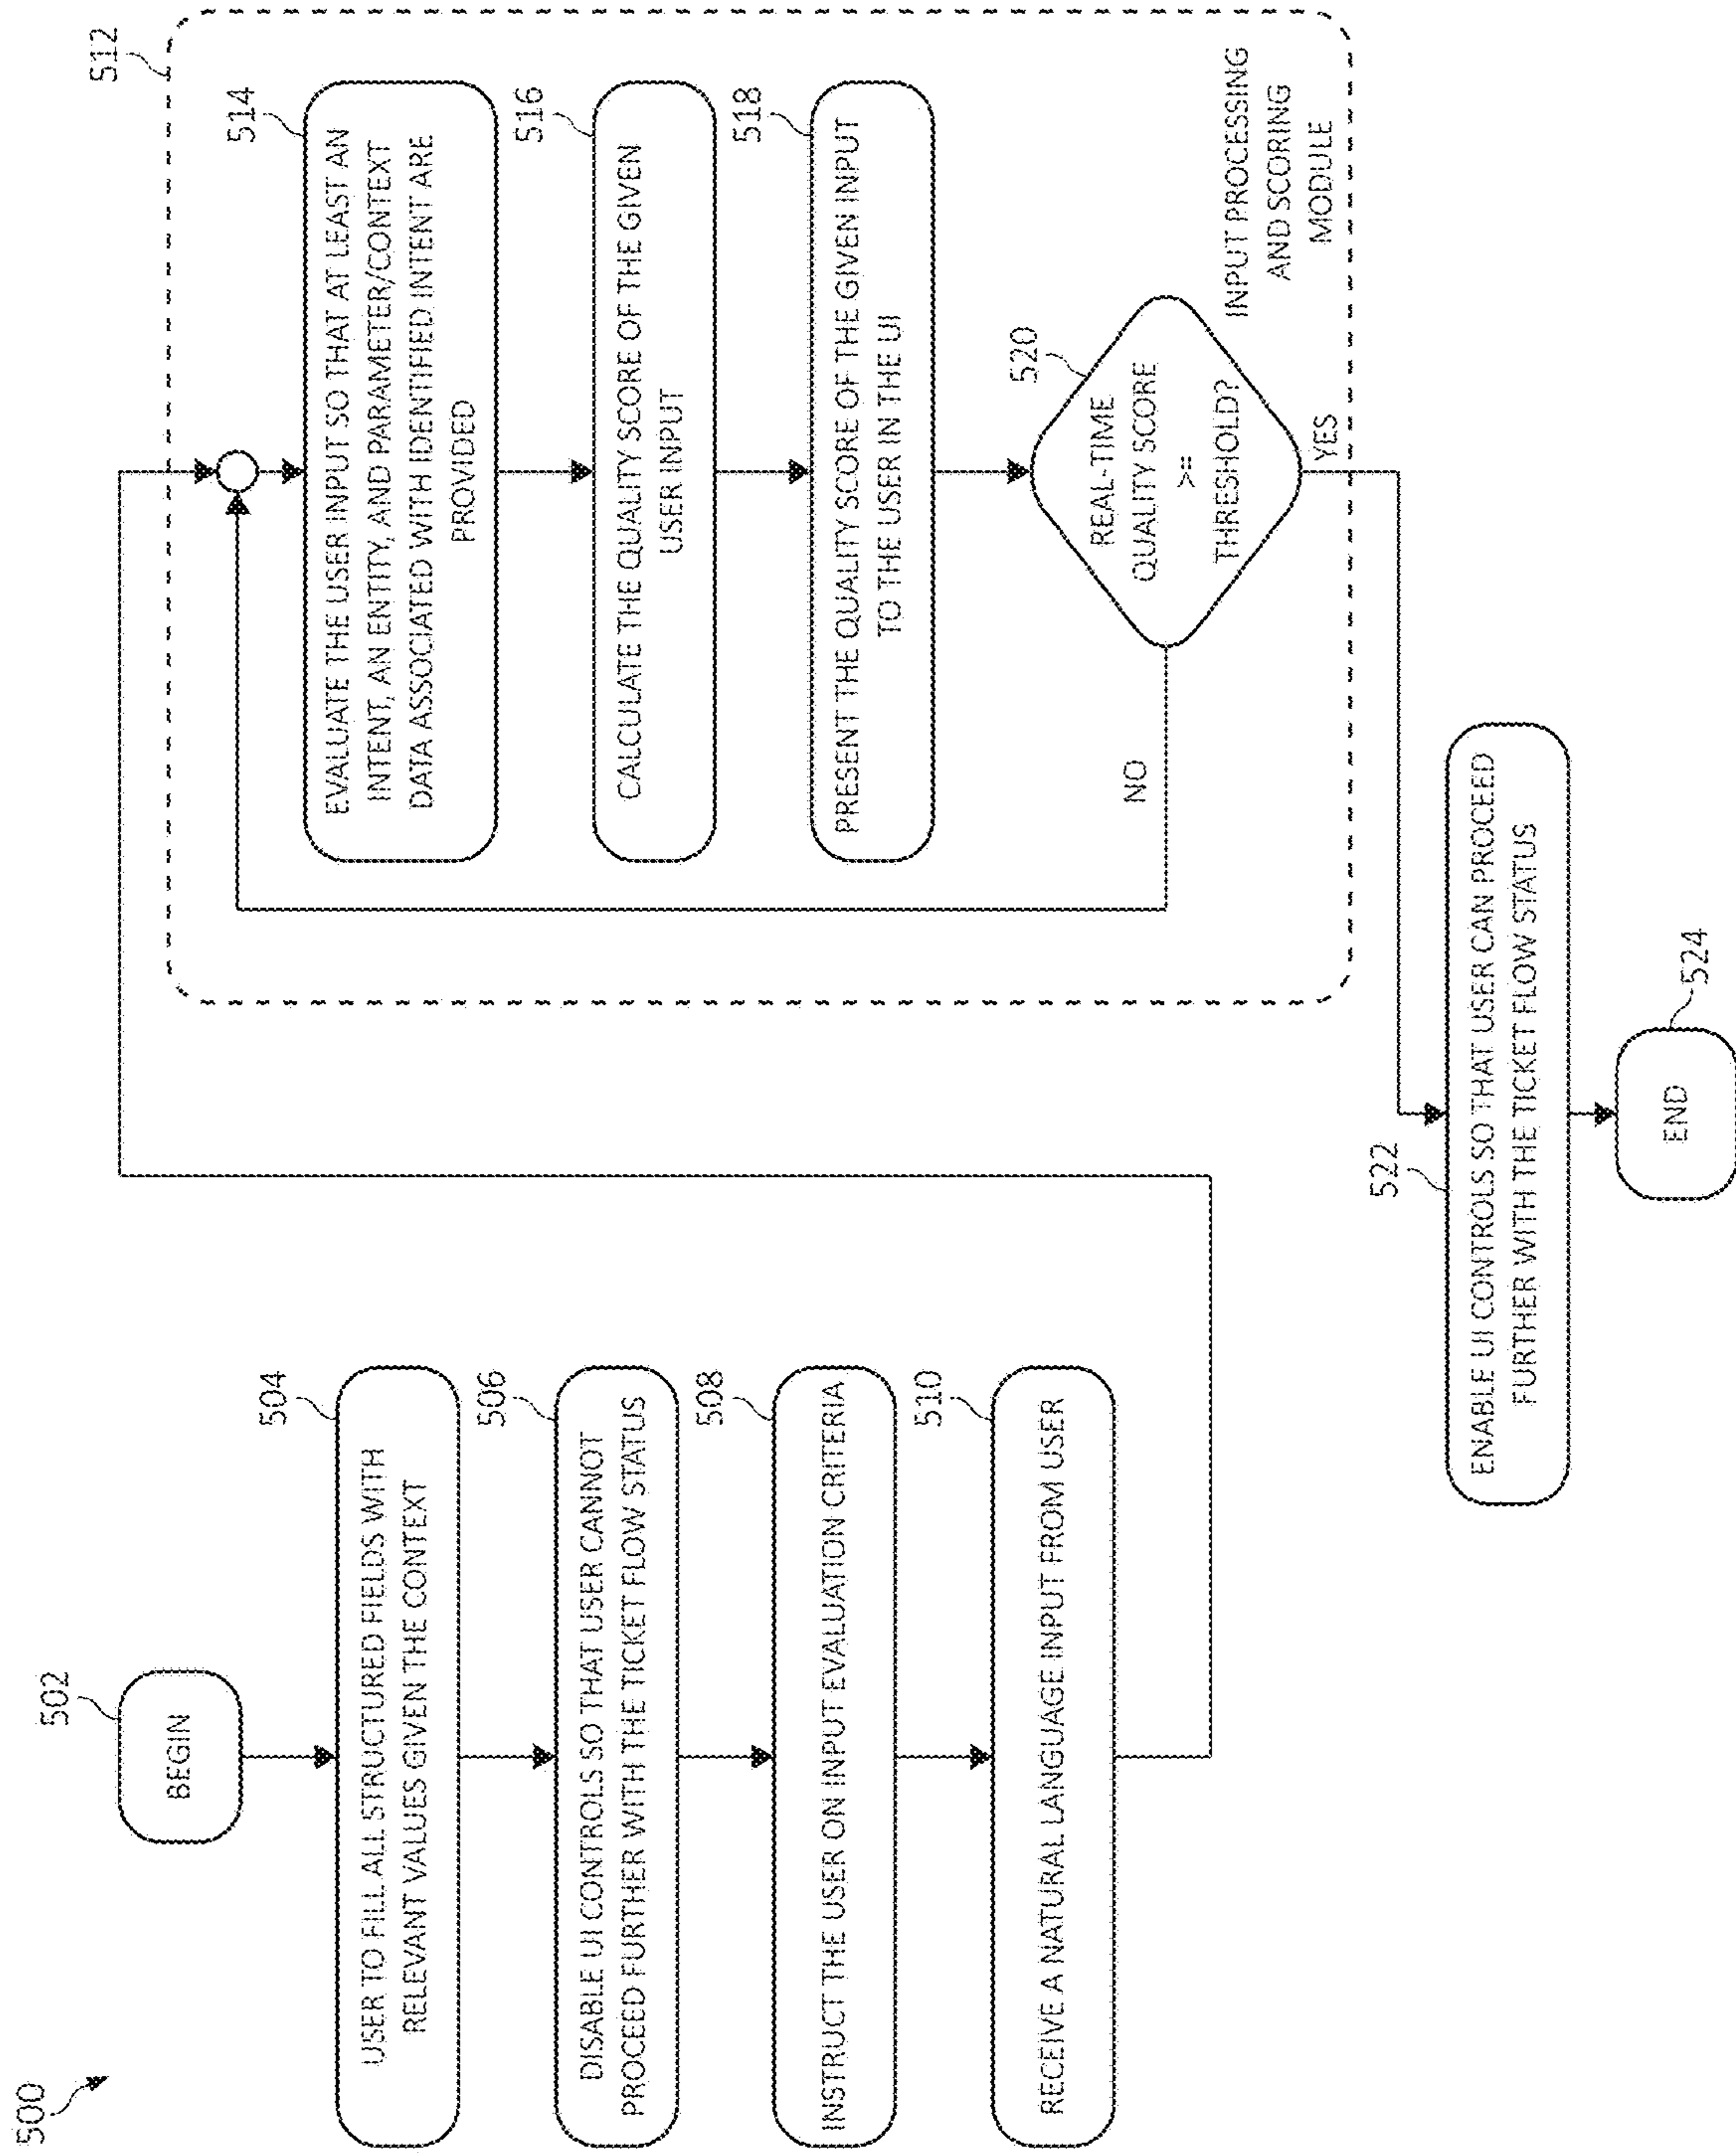 500
502
BEGIN
504
USER TO FILL ALL STRUCTURED FIELDS WITH
RELEVANT VALUES GIVEN THE CONTEXT
506
DISABLE UI CONTROLS SO THAT USER CANNOT
PROCEED FURTHER WITH THE TICKET FLOW STATUS
508
INSTRUCT THE USER ON INPUT EVALUATION CRITERIA
510
RECEIVE A NATURAL LANGUAGE INPUT FROM USER
512
514
EVALUATE THE USER INPUT SO THAT AT LEAST AN
INTENT, AN ENTITY, AND PARAMETER/CONTEXT
DATA ASSOCIATED WITH IDENTIFIED INTENT ARE
PROVIDED
516
CALCULATE THE QUALITY SCORE OF THE GIVEN
USER INPUT
518
PRESENT THE QUALITY SCORE OF THE GIVEN INPUT
TO THE USER IN THE UI
520
REAL-TIME
QUALITY SCORE
>=
THRESHOLD?
NO
YES
INPUT PROCESSING
AND SCORING
MODULE
522
ENABLE UI CONTROLS SO THAT USER CAN PROCEED
FURTHER WITH THE TICKET FLOW STATUS
524
END